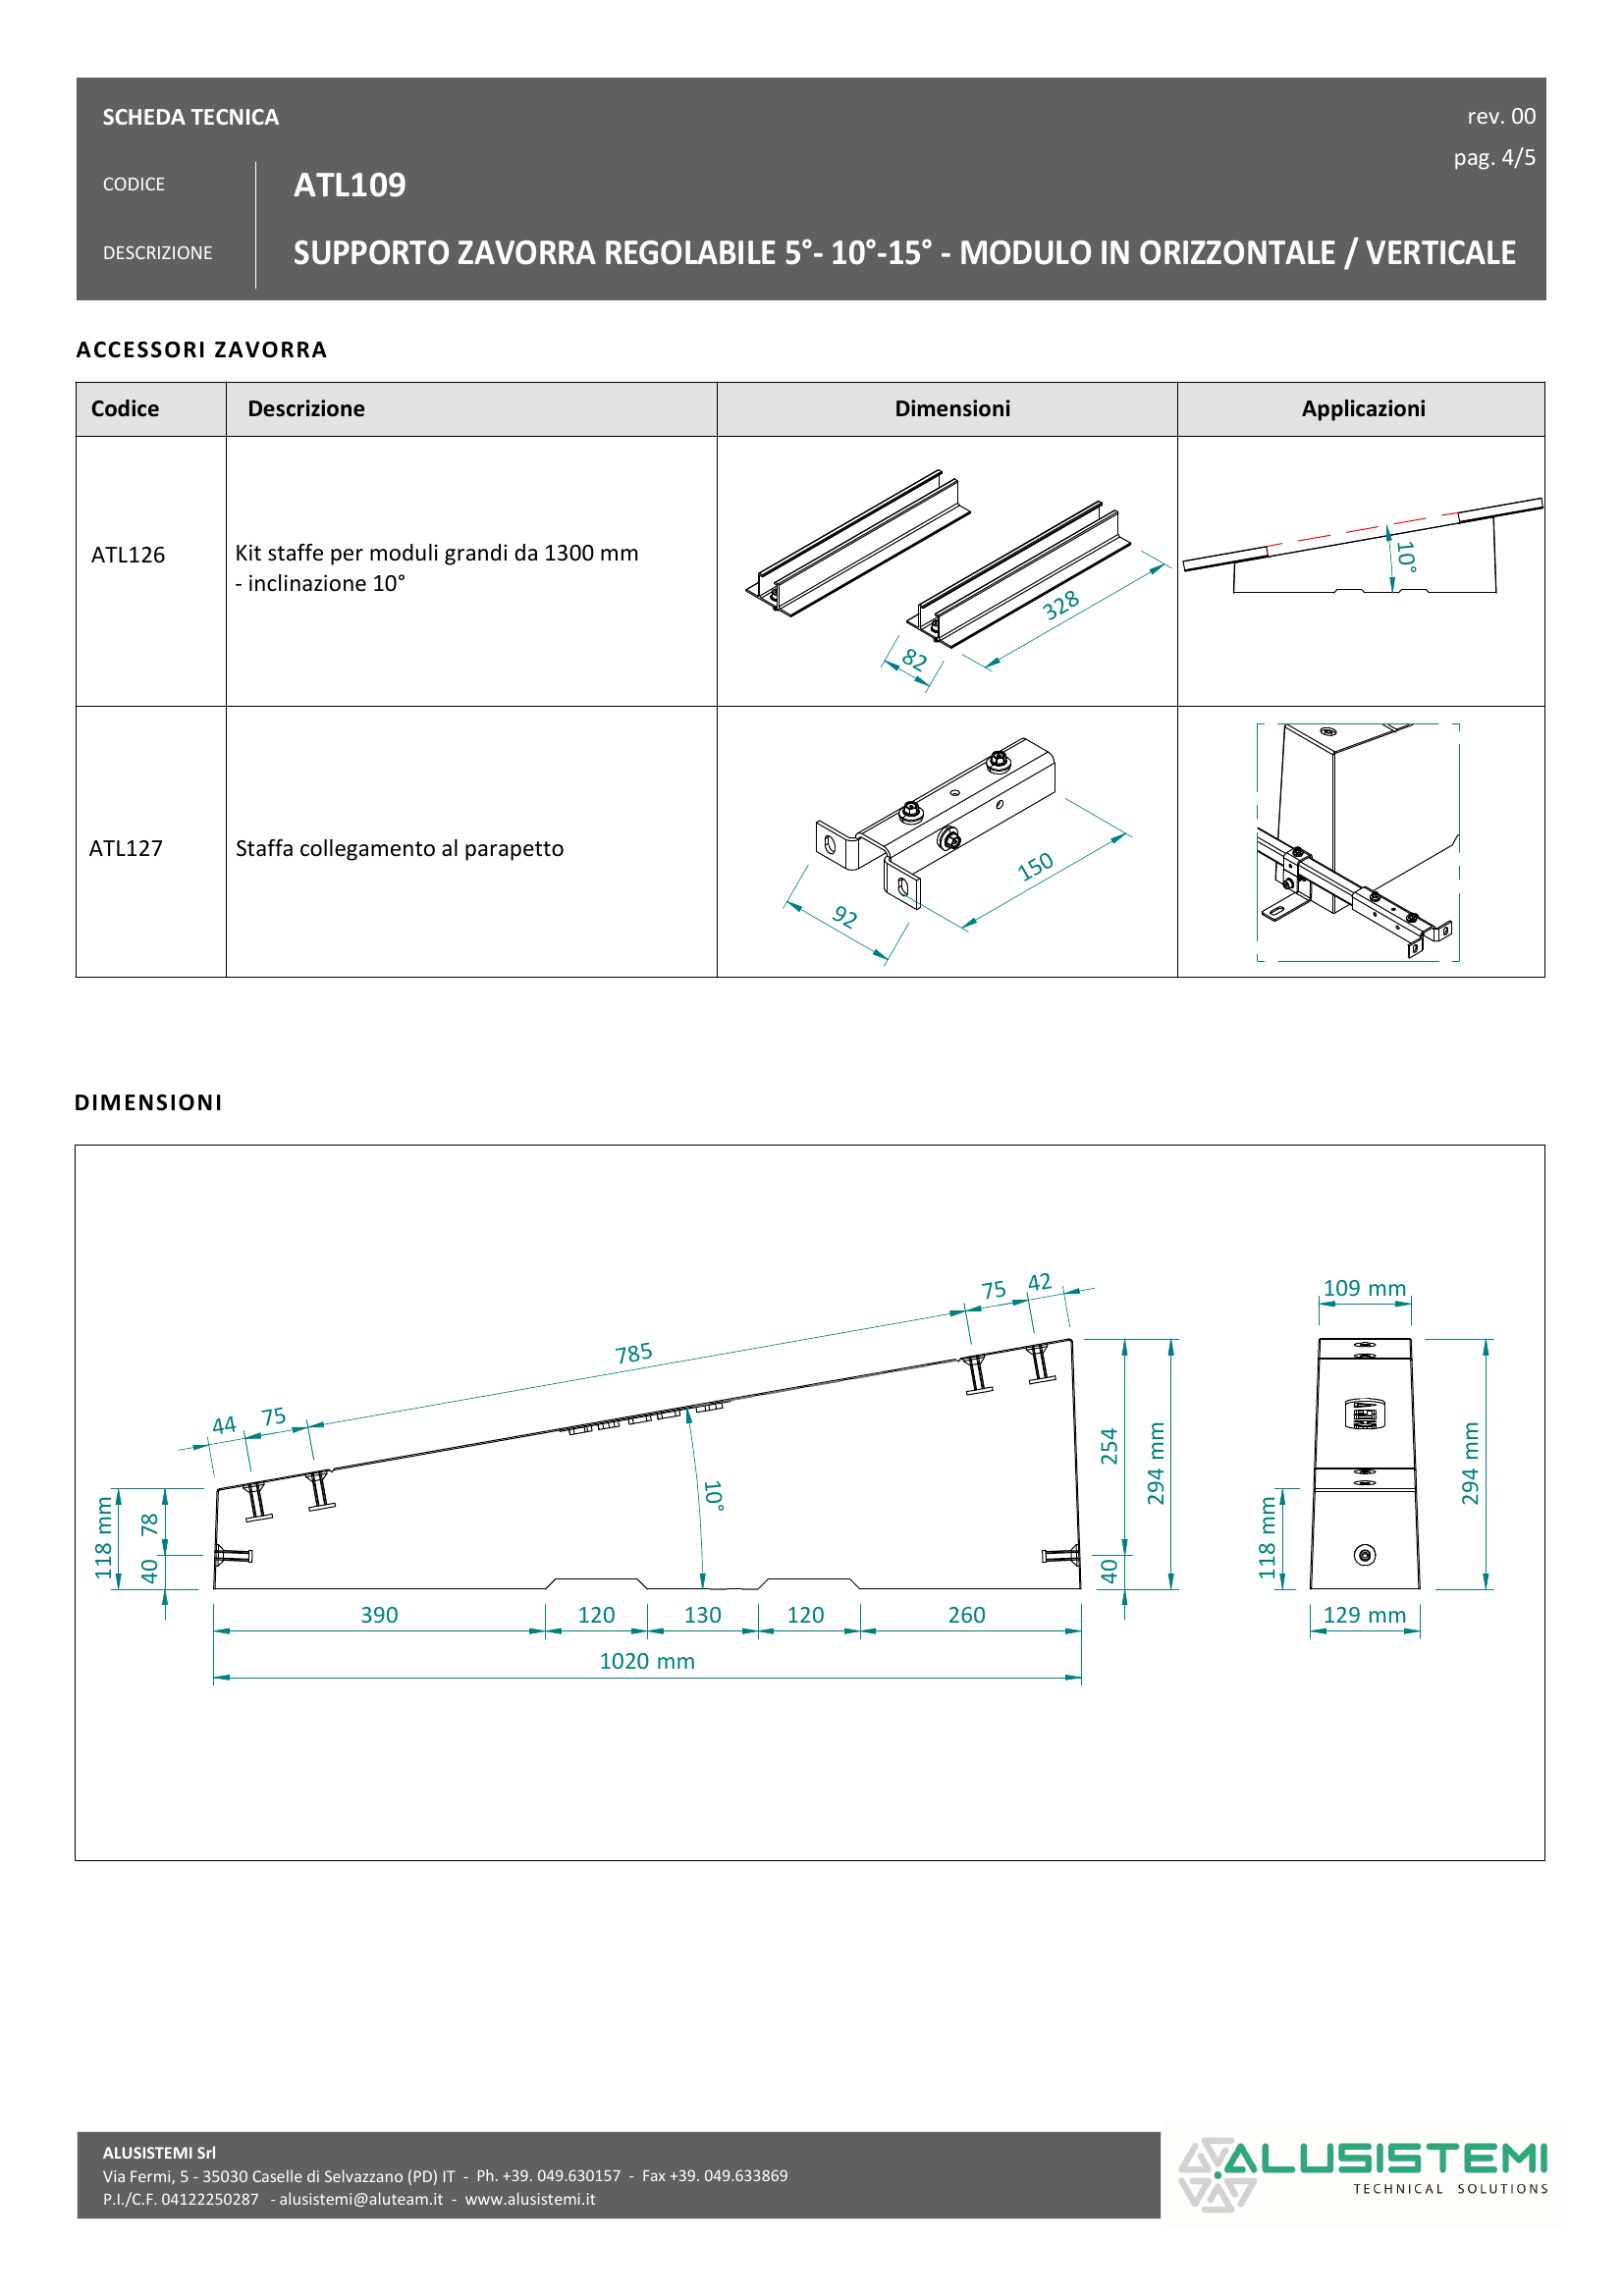 SCHEDA TECNICA
rev. 00
pag. 4/5
CODICE
ATL109
DESCRIZIONE
SUPPORTO ZAVORRA REGOLABILE 5°- 10°-15° - MODULO IN ORIZZONTALE / VERTICALE
ACCESSORI ZAVORRA
Codice Descrizione Dimensioni Applicazioni
ATL126
Kit staffe per moduli grandi da 1300 mm
- inclinazione 10°
328
82
10°
ATL127
Staffa collegamento al parapetto
150
92
DIMENSIONI
44
75
785
75
42
10°
118 mm
78
40
254
40
294 mm
390
120
130
120
260
1020 mm
109 mm
294 mm
118 mm
129 mm
ALUSISTEMI Srl
Via Fermi, 5 - 35030 Caselle di Selvazzano (PD) IT - Ph. +39. 049.630157 - Fax +39. 049.633869
P.I./C.F. 04122250287 - alusistemi@aluteam.it - www.alusistemi.it
ALUSISTEMI
TECHNICAL SOLUTIONS